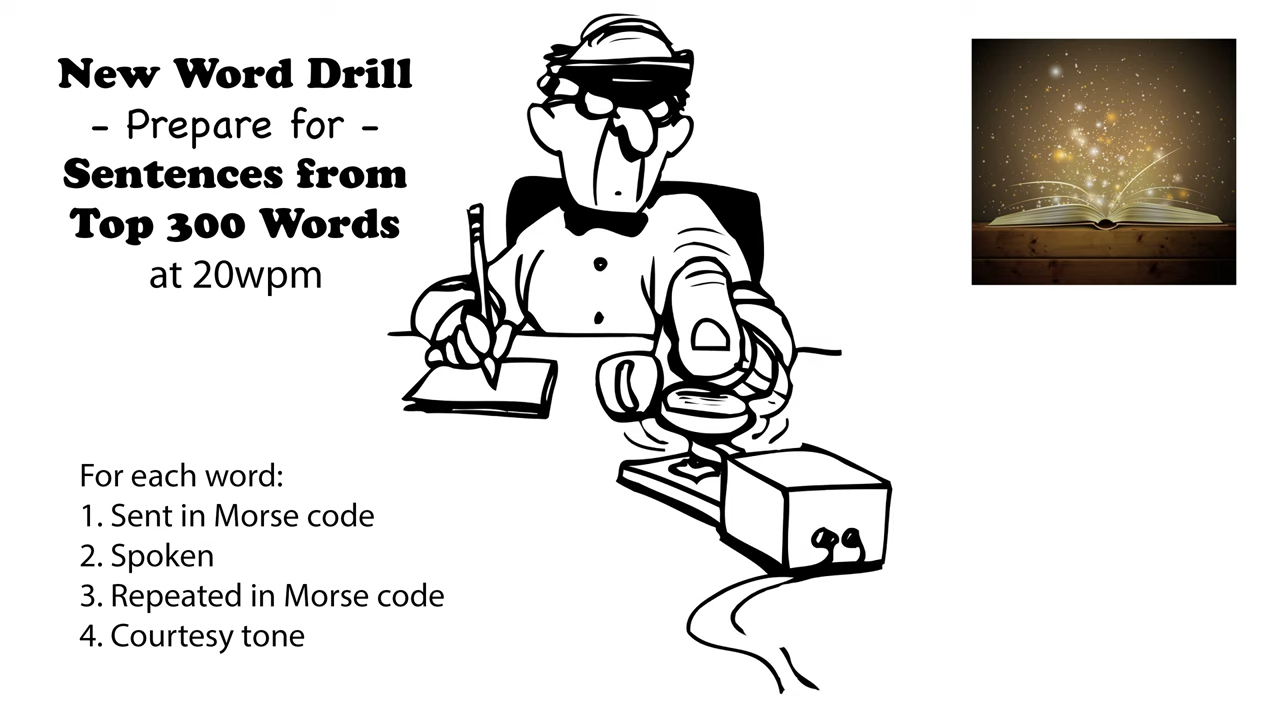 New Word Drill
- Prepare for -
Sentences from
Top 300 Words
at 20wpm
For each word:
1. Sent in Morse code
2. Spoken
3. Repeated in Morse code
4. Courtesy tone